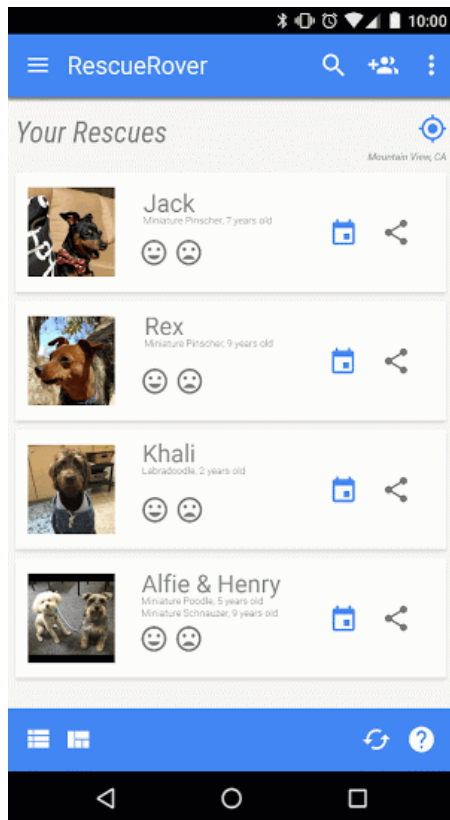 10:00
RescueRover
Your Rescues
Mountain View, CA
Jack
Miniature Pinscher, 7 years old
Rex
Miniature Pinscher, 9 years old
Khali
Labradoodle, 2 years old
Alfie & Henry
Miniature Poodle, 5 years old
Miniature Schnauzer, 9 years old